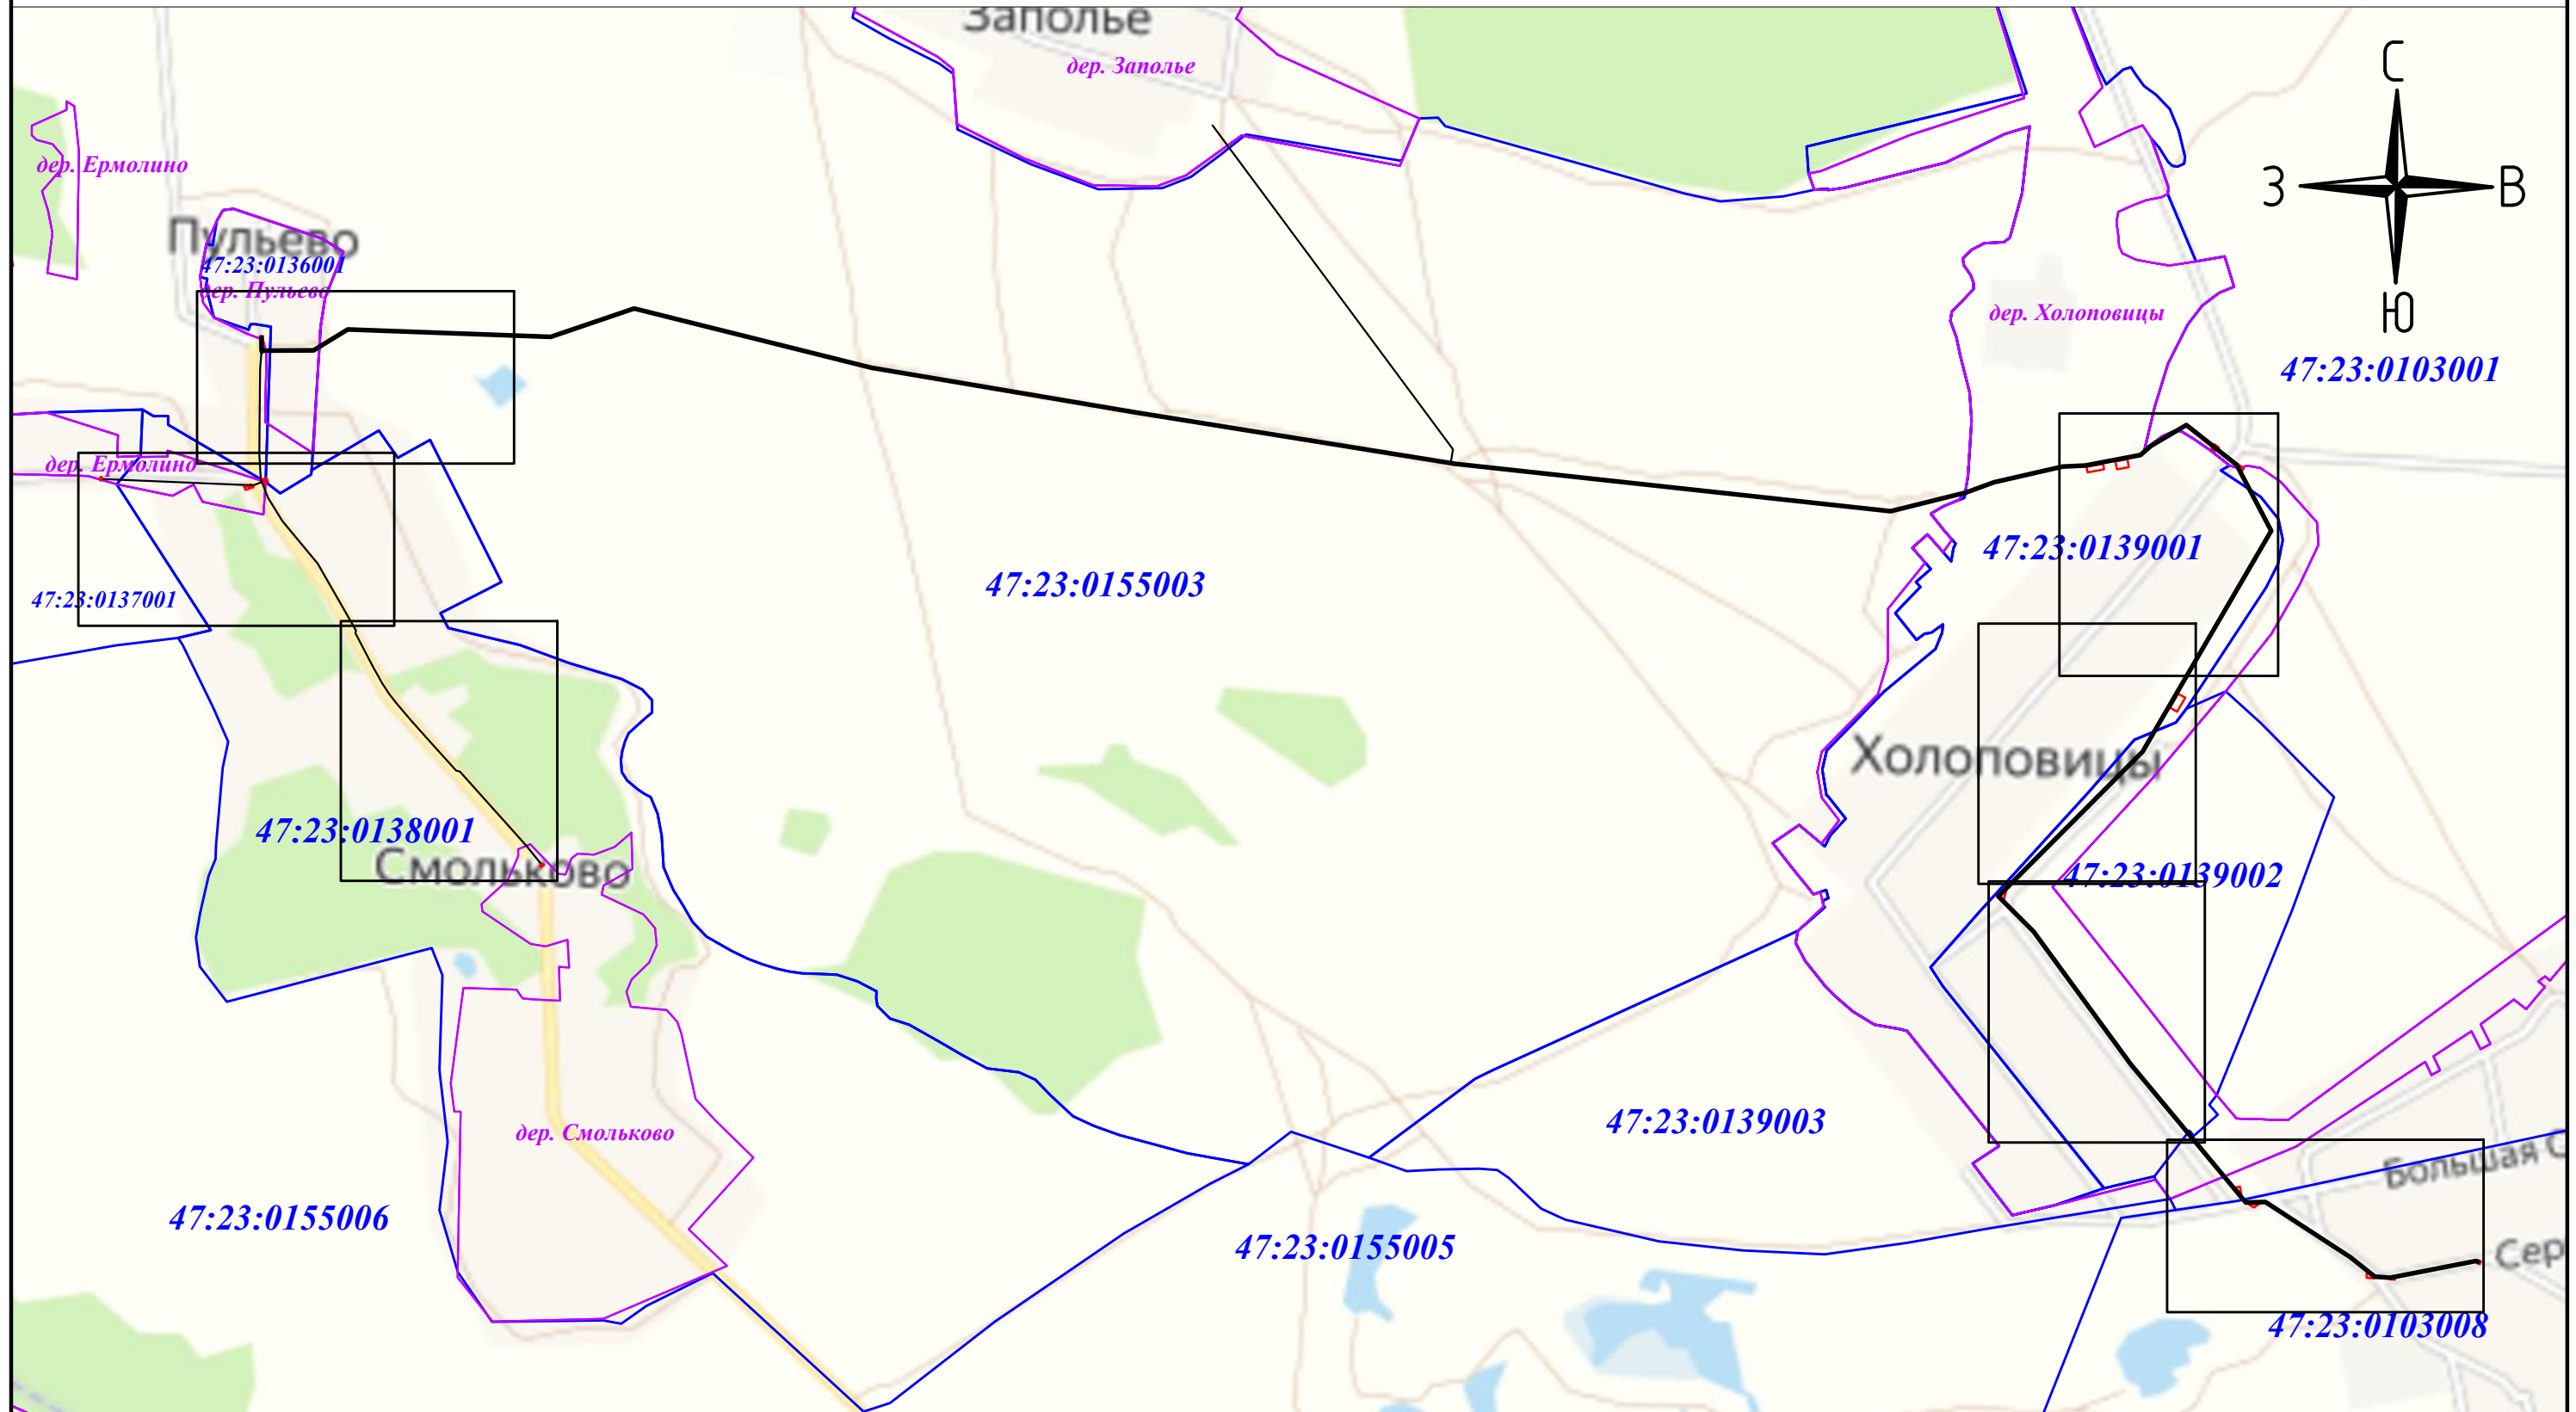 Заполье
дер. Заполье
С
З
В
Ю
дер. Ермолино
Пульево
47:23:0136001
дер. Пульево
дер. Холоповицы
47:23:0103001
дер. Ермолино
47:23:0139001
47:23:0155003
47:23:0137001
Холоповицы
47:23:0138001
Смольково
47:23:0139002
47:23:0139003
дер. Смольково
Большая С
47:23:0155006
47:23:0155005
Сер
47:23:0103008